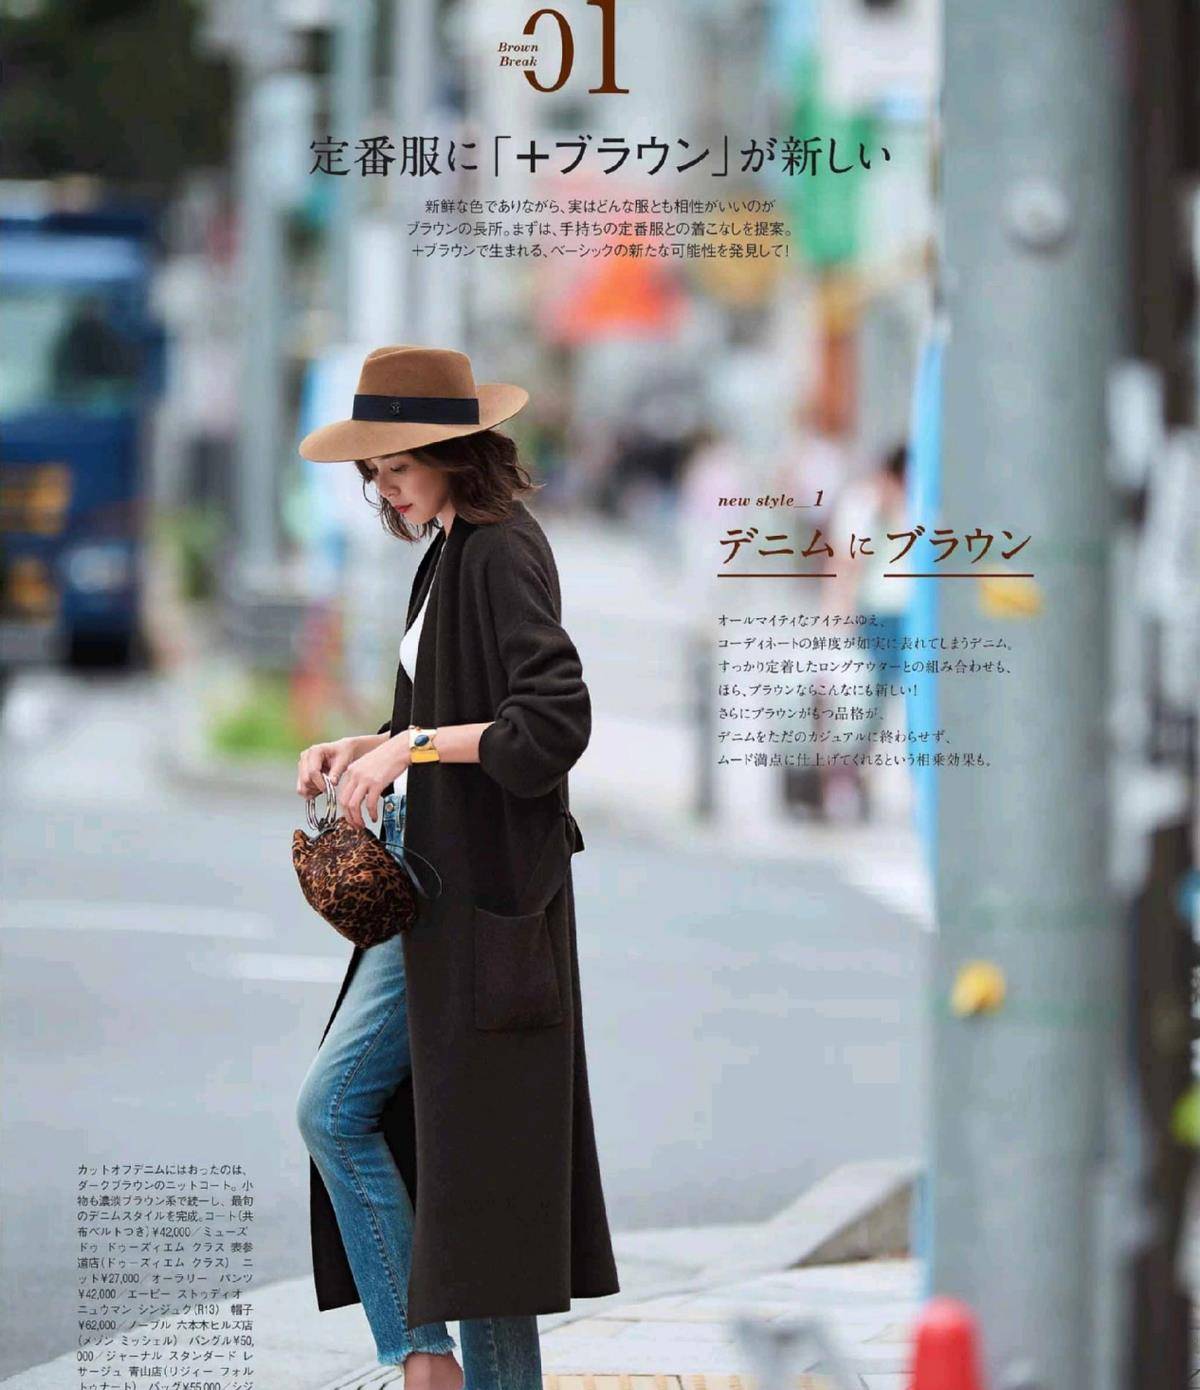 Brown
Break
01
定番服に「＋ブラウン」が新しい
新鮮な色でありながら、実はどんな服とも相性がいいのが
ブラウンの長所。まずは、手持ちの定番服との着こなしを提案。
＋ブラウンで生まれる、ベーシックの新たな可能性を発見して!
new style_1
デニムにブラウン
オールマイティなアイテムゆえ、
コーディネートの鮮度が如実に表れてしまうデニム。
すっかり定着したロングアウターとの組み合わせも、
ほら、ブラウンならこんなにも新しい!
さらにブラウンがもつ品格が、
デニムをただのカジュアルに終わらせず、
ムード満点に仕上げてくれるという相乗効果も。
カットオフデニムにはおったのは、
ダークブラウンのニットコート。小
物も濃淡ブラウン系で統一し、最旬
のデニムスタイルを完成。コート(共
布ベルトつき)¥42,000／ミューズ
ドゥ ドゥーズィエム クラス 表参
道店(ドゥーズィエム クラス) ニ
ット¥27,000／オーラリー パンツ
¥42,000／エービー ストゥディオ
ニュウマン シンジュク(R13) 帽子
¥62,000／ノーブル 六本木ヒルズ店
(メゾン ミッシェル) バングル¥50,
000／ジャーナル スタンダード レ
サージュ 青山店(リジィー フォル
トゥナート) バッグ¥55,000／シジ